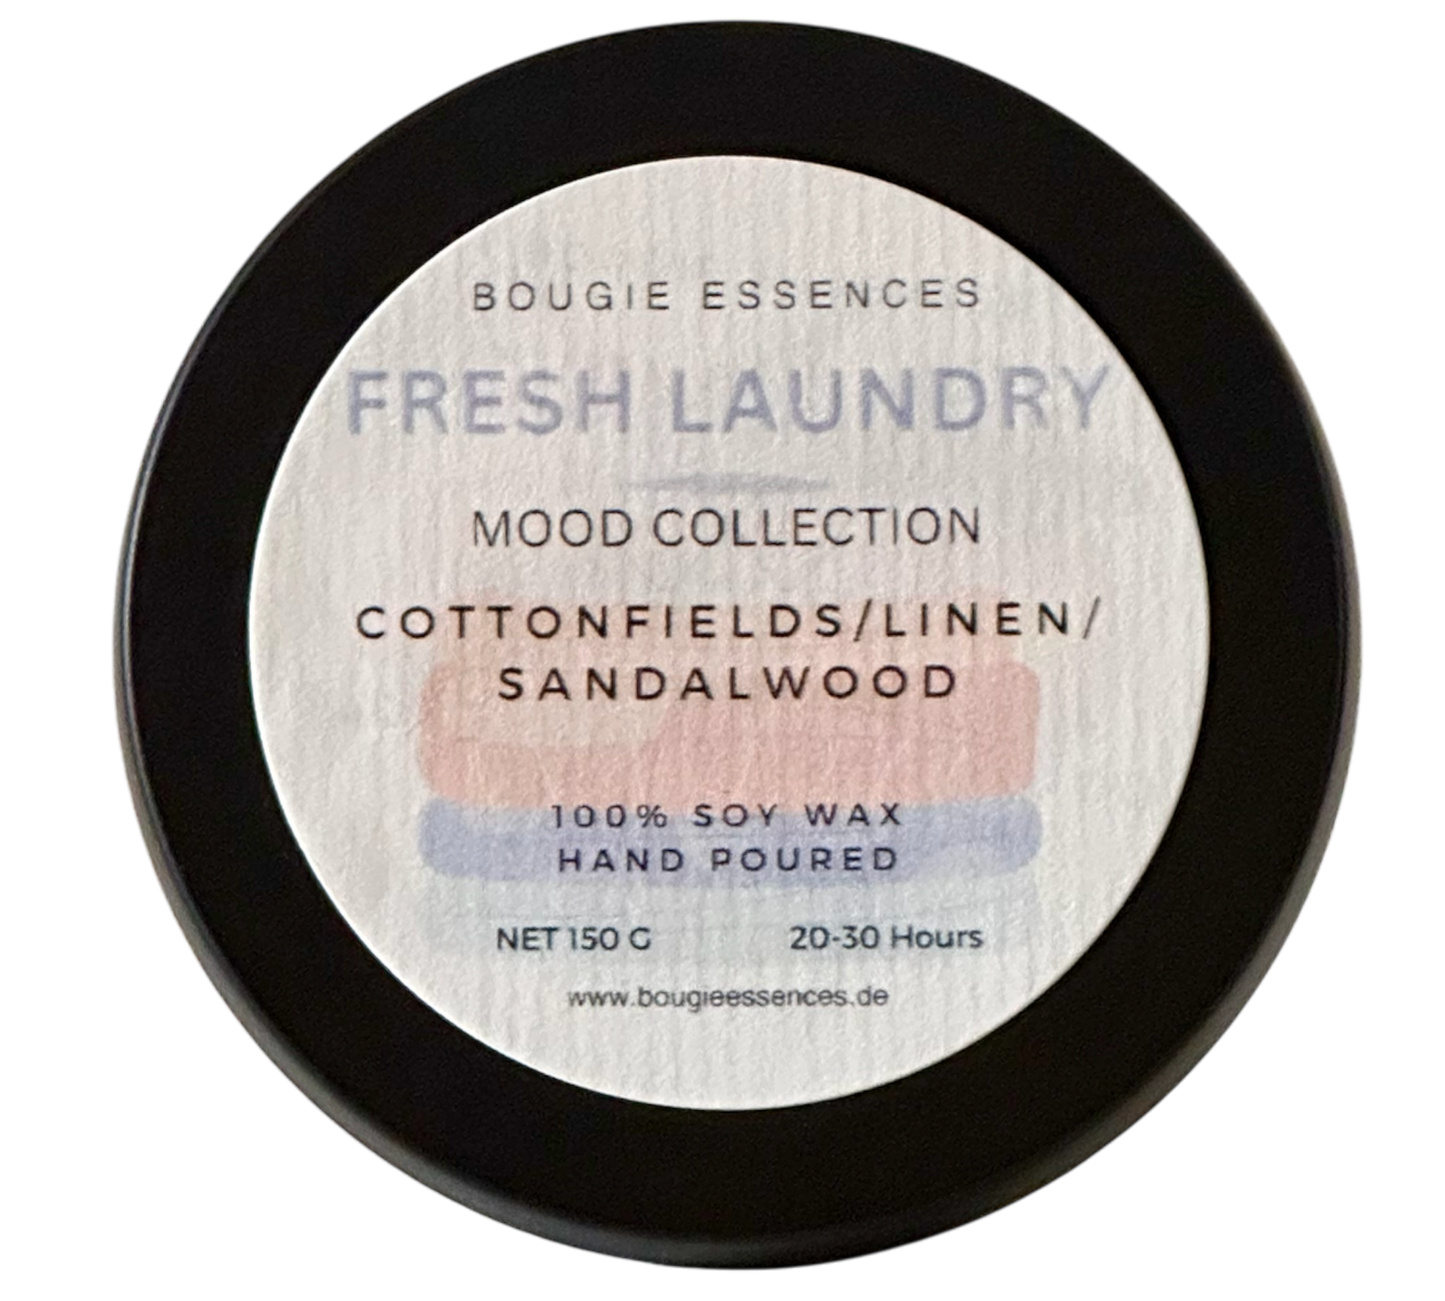 BOUGIE ESSENCES
FRESH LAUNDRY
MOOD COLLECTION
COTTONFIELDS/LINEN/
SANDALWOOD
100% SOY WAX
HAND POURED
NET 150 G 20-30 Hours
www.bougieessences.de